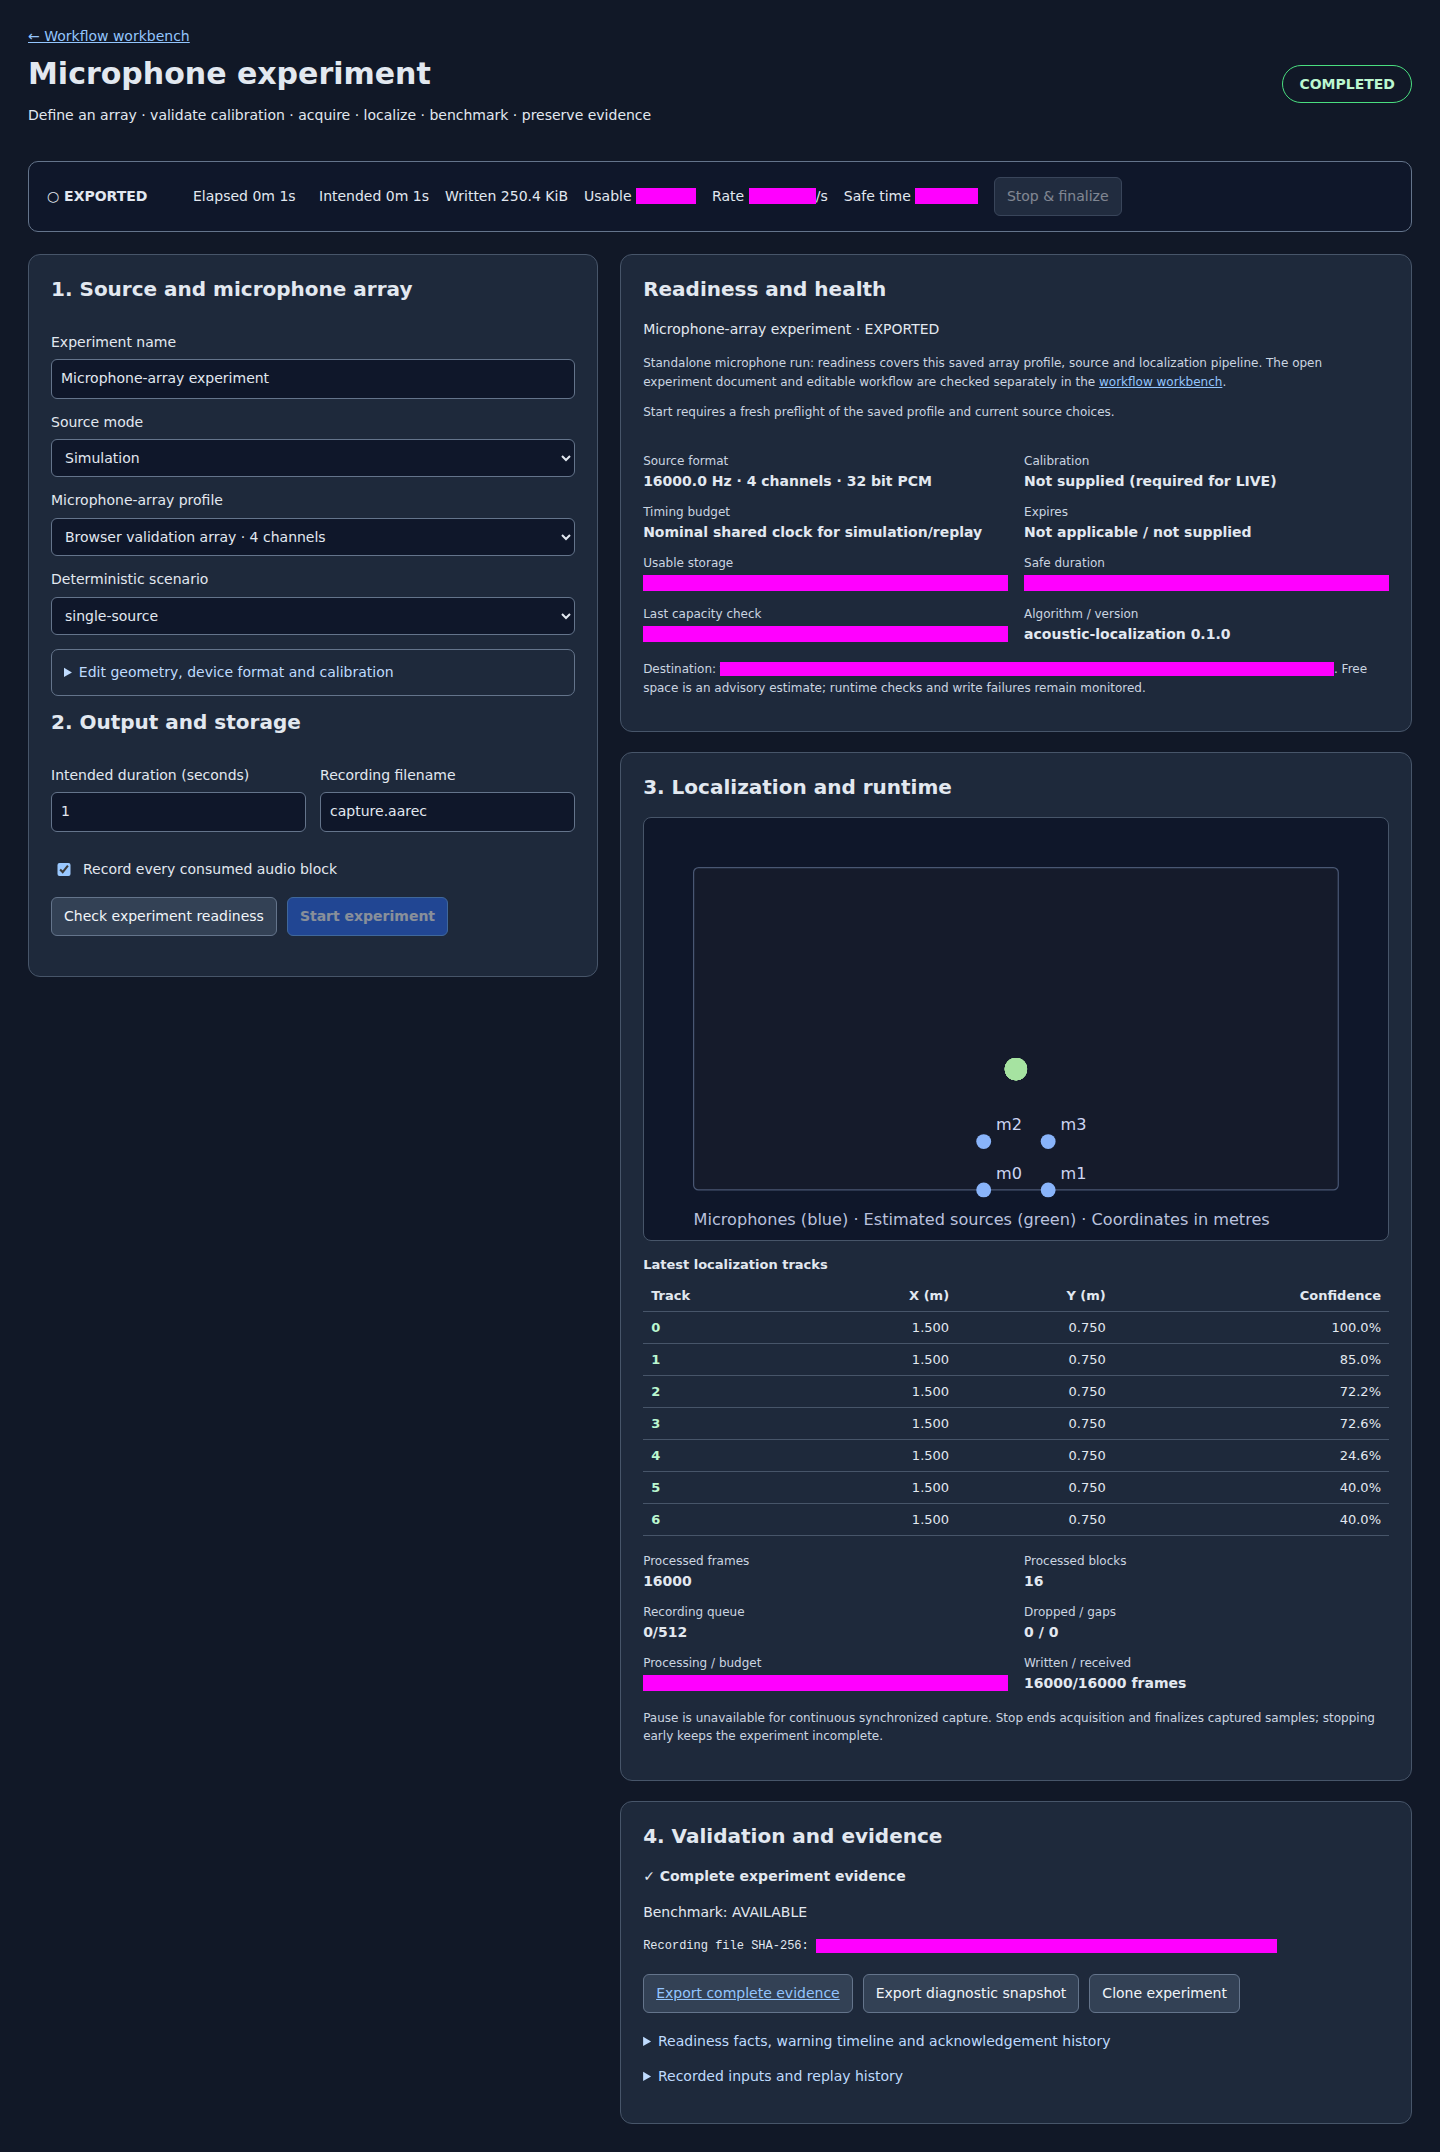 ← Workflow workbench
Microphone experiment
COMPLETED
Define an array · validate calibration · acquire · localize · benchmark · preserve evidence
○ EXPORTED Elapsed 0m 1s Intended 0m 1s Written 250.4 KiB Usable Rate /s Safe time Stop & finalize
1. Source and microphone array
Experiment name
Microphone-array experiment
Source mode
Simulation
Microphone-array profile
Browser validation array · 4 channels
Deterministic scenario
single-source
▶ Edit geometry, device format and calibration
2. Output and storage
Intended duration (seconds) Recording filename
1 capture.aarec
Record every consumed audio block
Check experiment readiness Start experiment
Readiness and health
Microphone-array experiment · EXPORTED
Standalone microphone run: readiness covers this saved array profile, source and localization pipeline. The open
experiment document and editable workflow are checked separately in the workflow workbench.
Start requires a fresh preflight of the saved profile and current source choices.
Source format Calibration
16000.0 Hz · 4 channels · 32 bit PCM Not supplied (required for LIVE)
Timing budget Expires
Nominal shared clock for simulation/replay Not applicable / not supplied
Usable storage Safe duration
Last capacity check Algorithm / version
acoustic-localization 0.1.0
Destination: . Free
space is an advisory estimate; runtime checks and write failures remain monitored.
3. Localization and runtime
m2 m3
m0 m1
Microphones (blue) · Estimated sources (green) · Coordinates in metres
Latest localization tracks
Track X (m) Y (m) Confidence
0 1.500 0.750 100.0%
1 1.500 0.750 85.0%
2 1.500 0.750 72.2%
3 1.500 0.750 72.6%
4 1.500 0.750 24.6%
5 1.500 0.750 40.0%
6 1.500 0.750 40.0%
Processed frames Processed blocks
16000 16
Recording queue Dropped / gaps
0/512 0 / 0
Processing / budget Written / received
16000/16000 frames
Pause is unavailable for continuous synchronized capture. Stop ends acquisition and finalizes captured samples; stopping
early keeps the experiment incomplete.
4. Validation and evidence
✓ Complete experiment evidence
Benchmark: AVAILABLE
Recording file SHA-256:
Export complete evidence Export diagnostic snapshot Clone experiment
▶ Readiness facts, warning timeline and acknowledgement history
▶ Recorded inputs and replay history